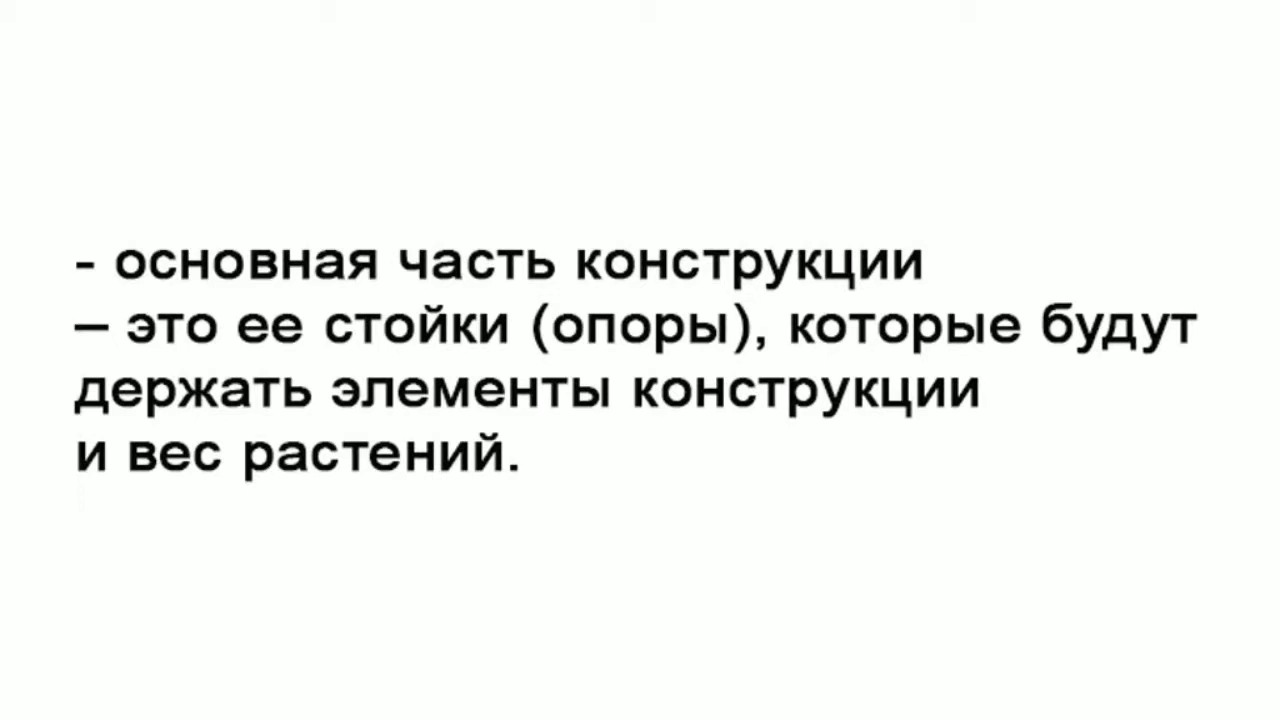 - основная часть конструкции
– это ее стойки (опоры), которые будут
держать элементы конструкции
и вес растений.